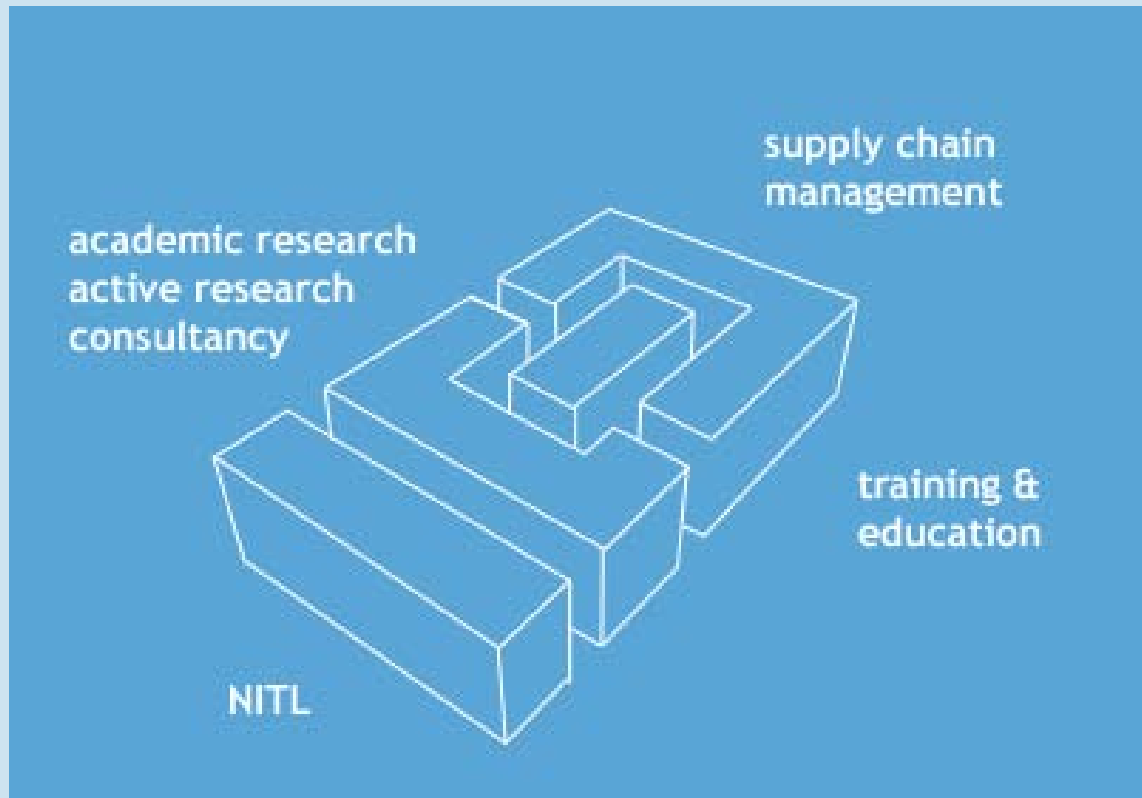 supply chain
management
academic research
active research
consultancy
training &
education
NITL